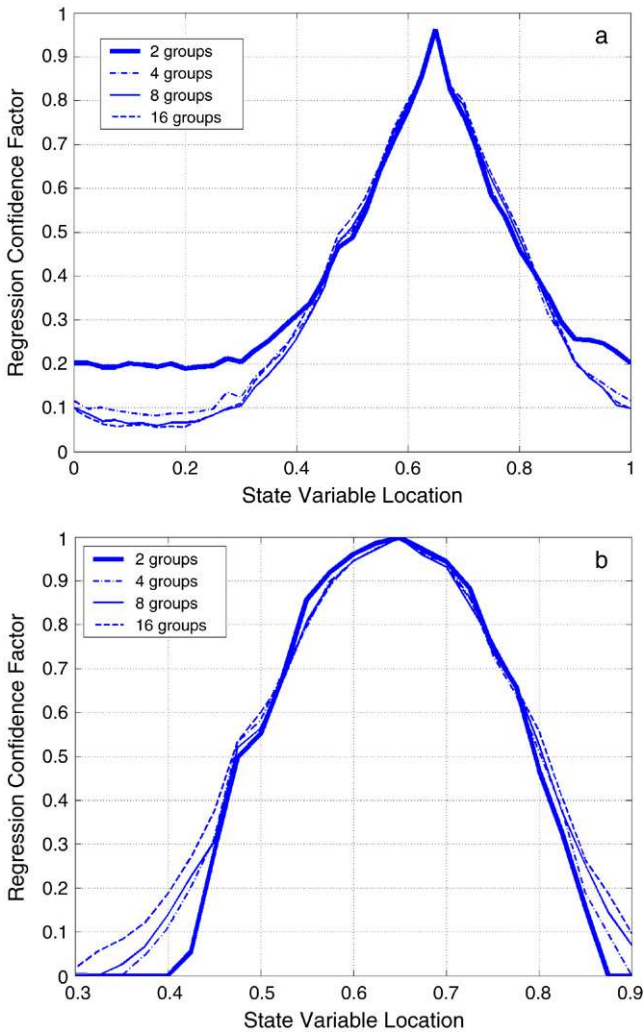 a
2 groups
4 groups
8 groups
16 groups
Regression Confidence Factor
1
0.9
0.8
0.7
0.6
0.5
0.4
0.3
0.2
0.1
0
0 0.2 0.4 0.6 0.8 1
State Variable Location
b
2 groups
4 groups
8 groups
16 groups
Regression Confidence Factor
1
0.9
0.8
0.7
0.6
0.5
0.4
0.3
0.2
0.1
0
0.3 0.4 0.5 0.6 0.7 0.8 0.9
State Variable Location